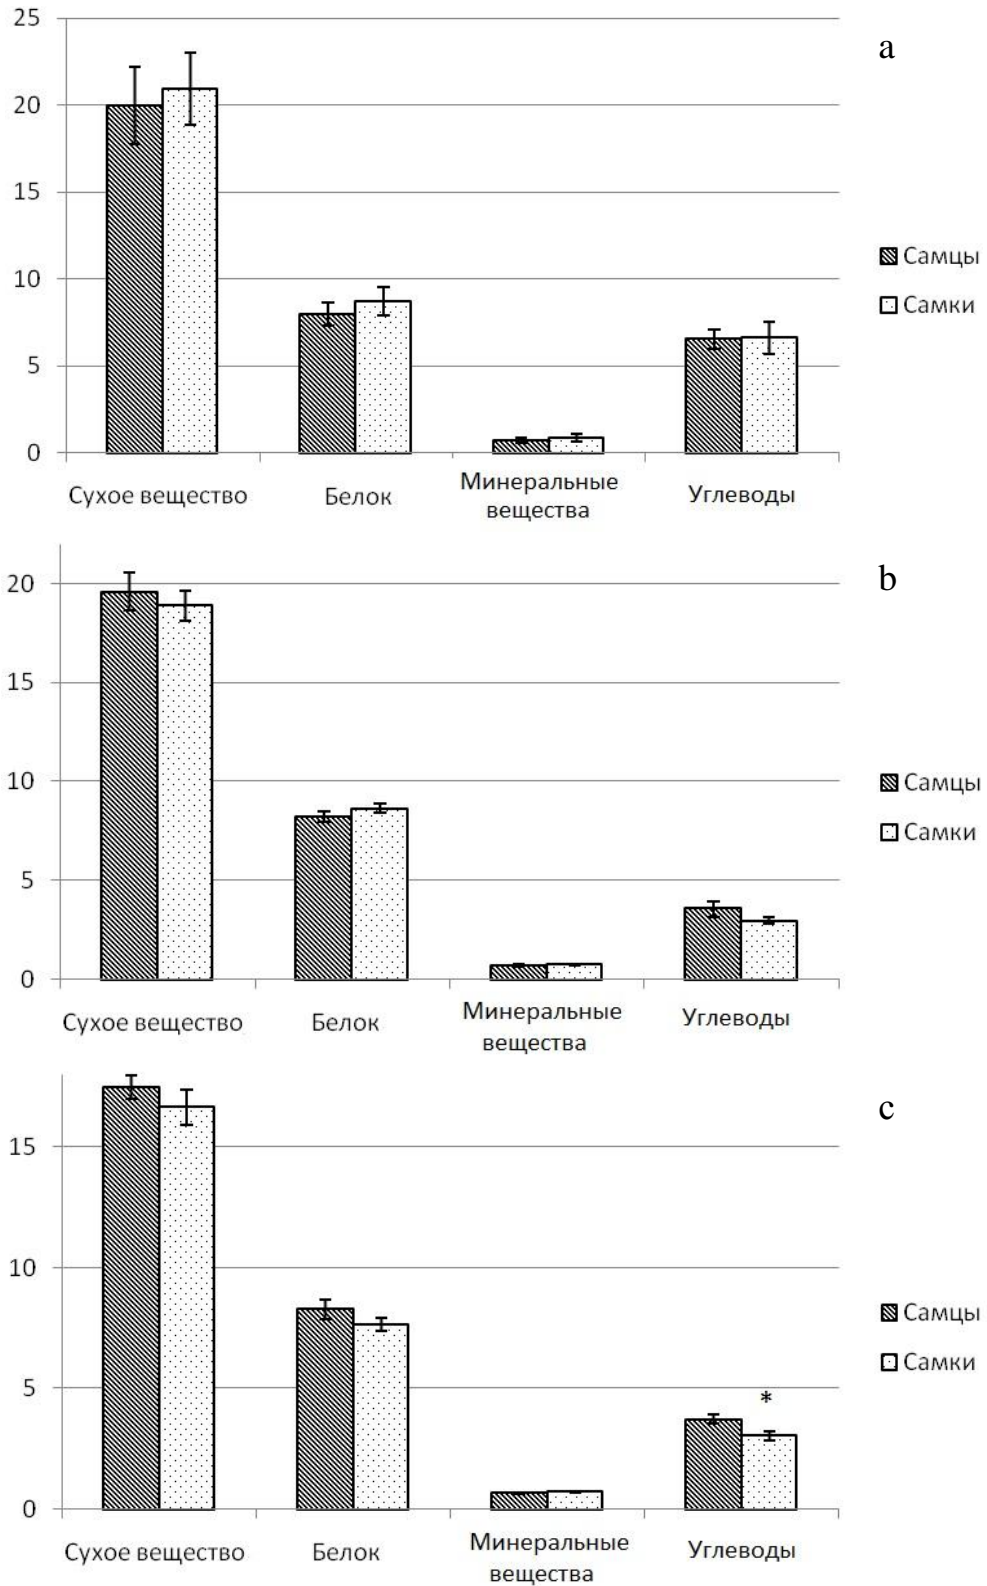 25
20
15
10
5
0
a
Самцы
Самки
Сухое вещество
Белок
Минеральные
вещества
Углеводы
20
15
10
5
0
b
Самцы
Самки
Сухое вещество
Белок
Минеральные
вещества
Углеводы
15
10
5
0
c
Самцы
Самки
*
Сухое вещество
Белок
Минеральные
вещества
Углеводы